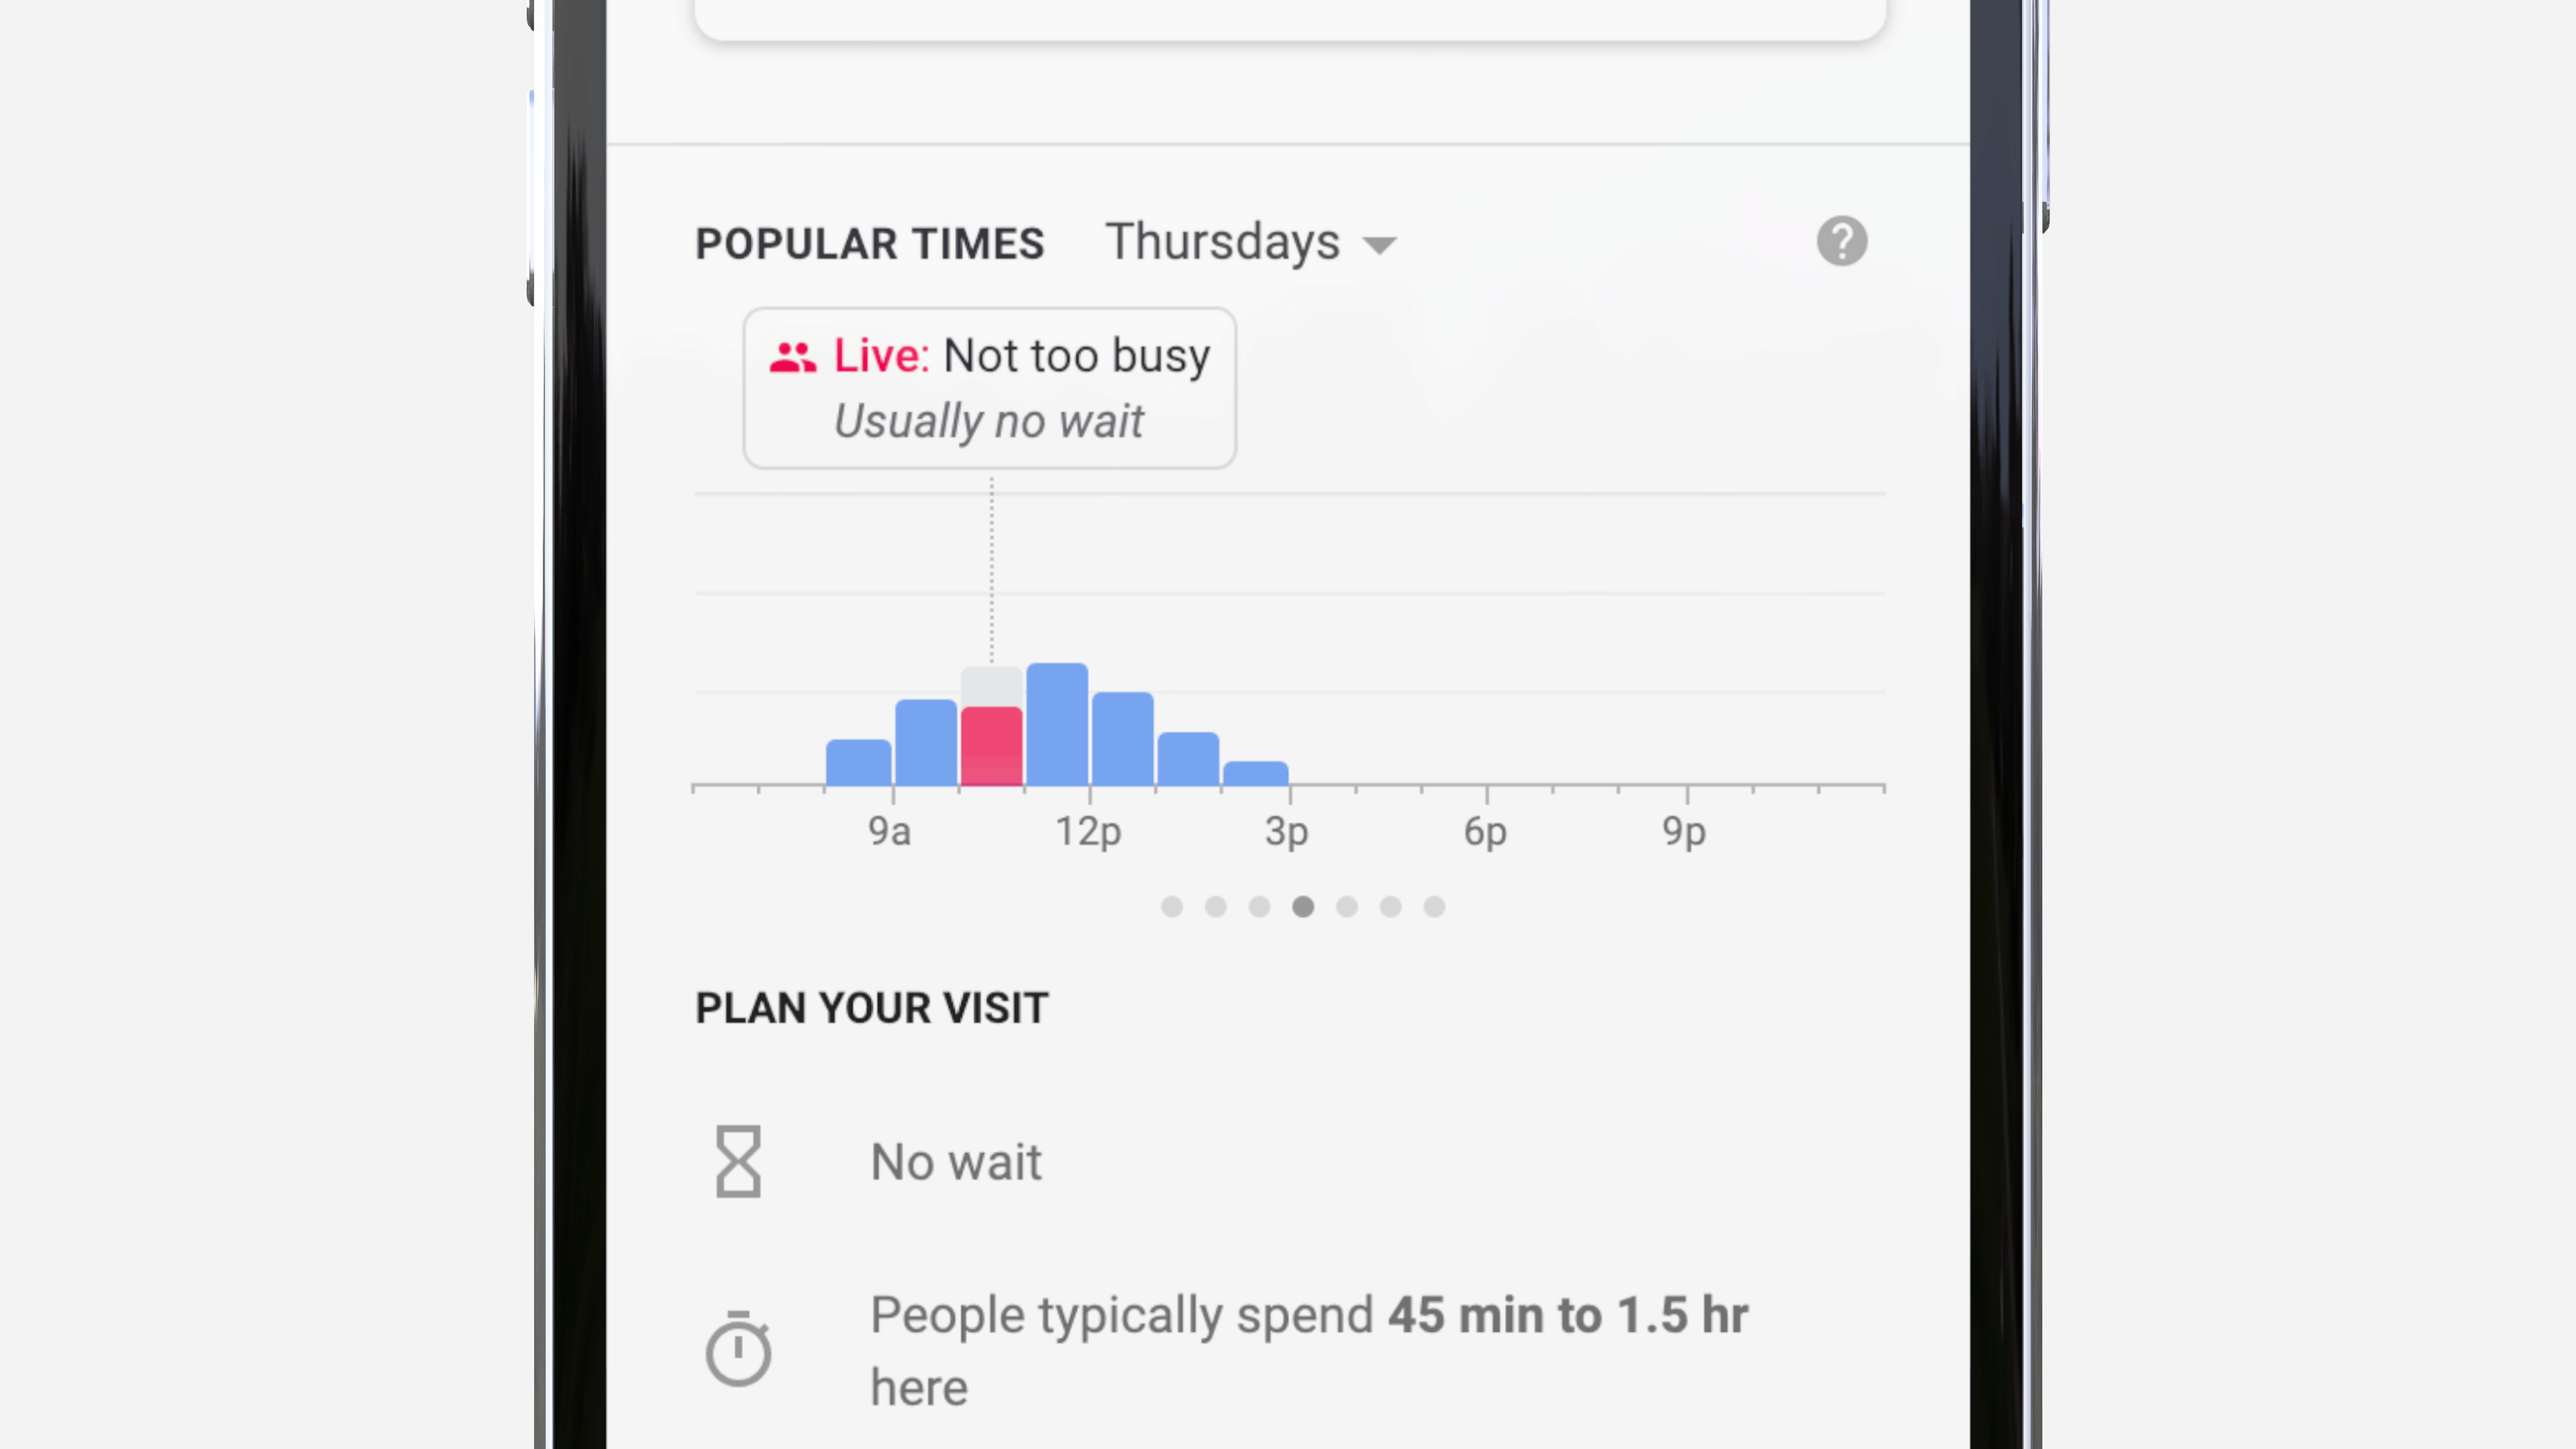 POPULAR TIMES Thursdays
Live: Not too busy
Usually no wait
9a 12p 3p 6p 9p
PLAN YOUR VISIT
No wait
People typically spend 45 min to 1.5 hr
here